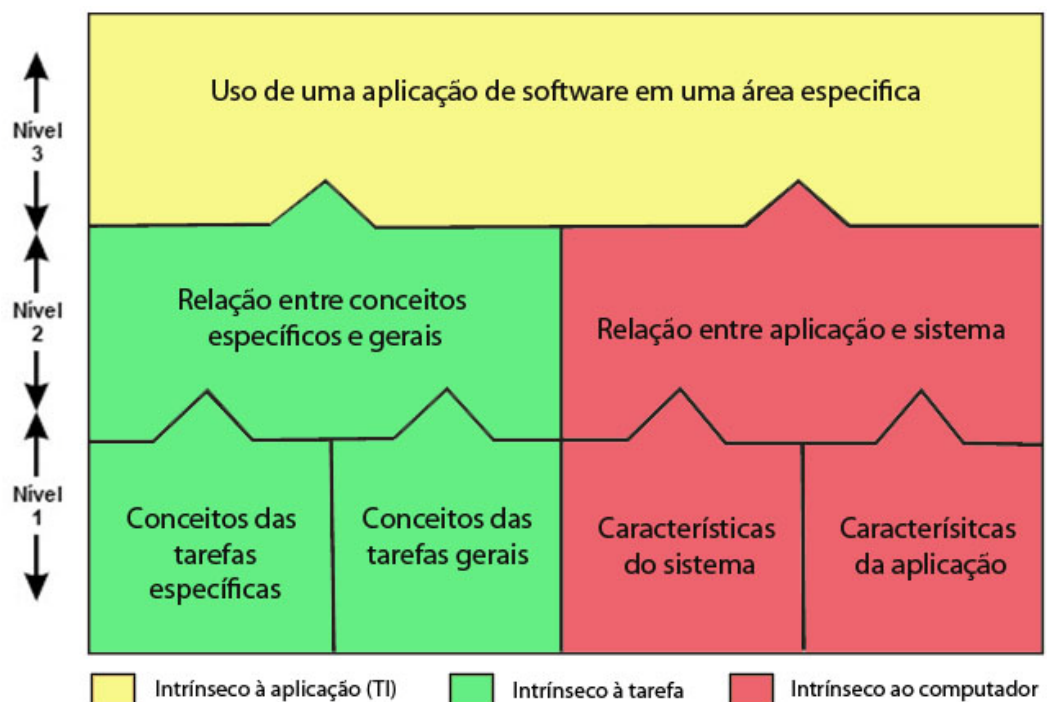 Uso de uma aplicação de software em uma área especifica
Nível
3
Relação entre conceitos
específicos e gerais
Relação entre aplicação e sistema
Nível
2
Conceitos das
tarefas
específicas
Conceitos das
tarefas gerais
Características
do sistema
Caracterísitcas
da aplicação
Nível
1
Intrínseco à aplicação (TI)
Intrínseco à tarefa
Intrínseco ao computador